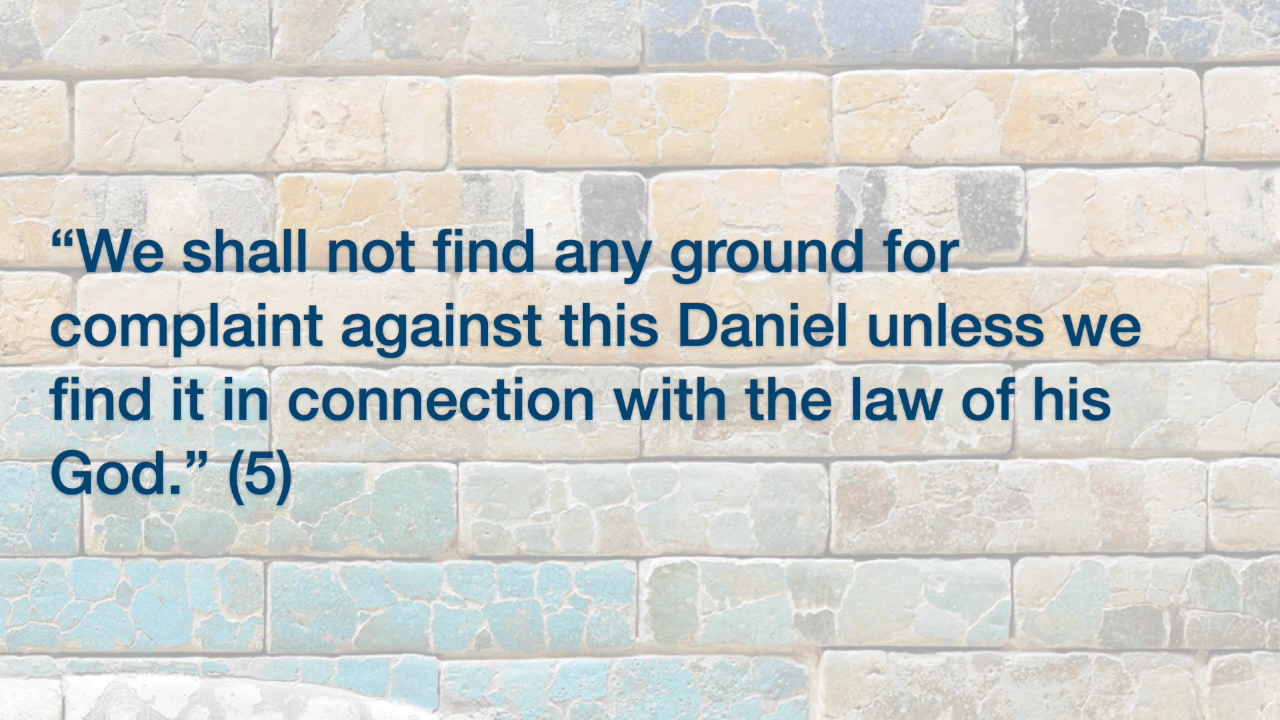 “We shall not find any ground for
complaint against this Daniel unless we
find it in connection with the law of his
God.” (5)